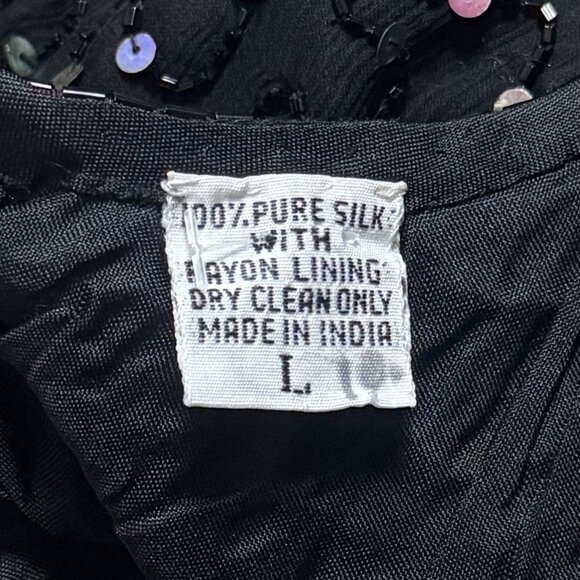 100% PURE SILK
WITH
RAYON LINING
DRY CLEAN ONLY
MADE IN INDIA
L